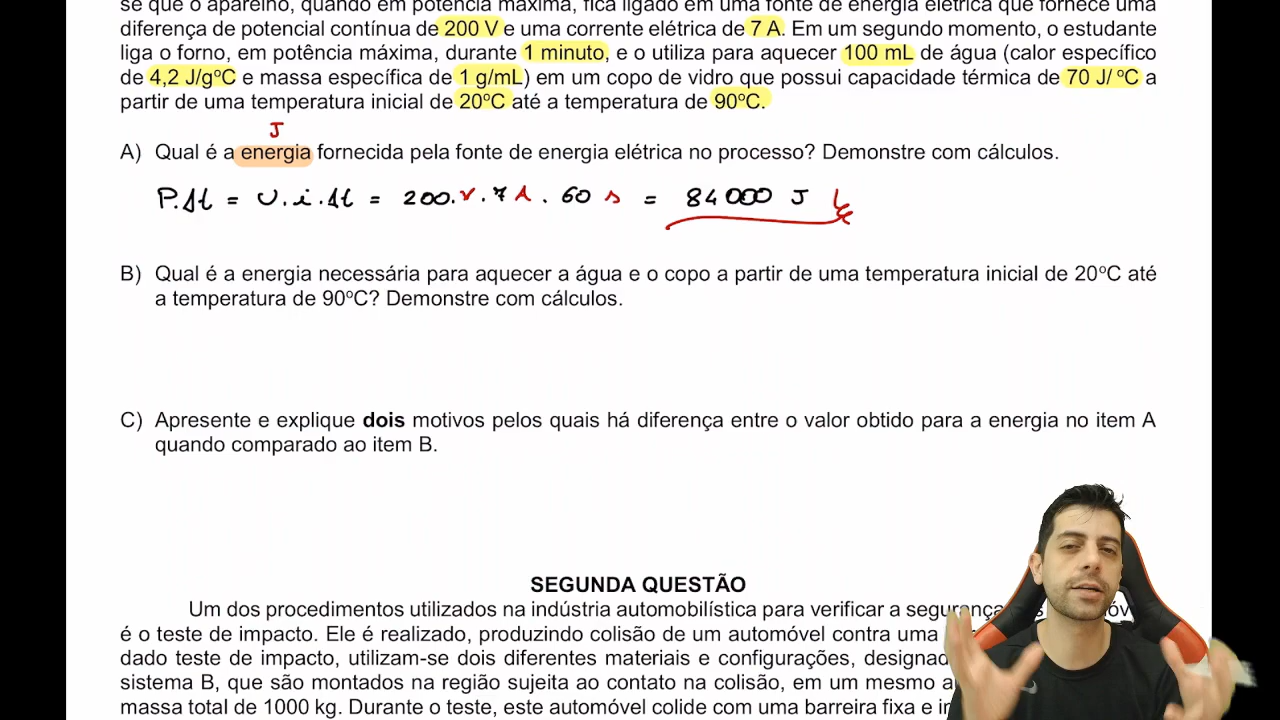 se que o aparelho, quando em potência máxima, fica ligado em uma fonte de energia elétrica que fornece uma
diferença de potencial contínua de 200 V e uma corrente elétrica de 7 A. Em um segundo momento, o estudante
liga o forno, em potência máxima, durante 1 minuto, e o utiliza para aquecer 100 mL de água (calor específico
de 4,2 J/gºC e massa específica de 1 g/mL) em um copo de vidro que possui capacidade térmica de 70 J/ ºC a
partir de uma temperatura inicial de 20ºC até a temperatura de 90ºC.
J
A) Qual é a energia fornecida pela fonte de energia elétrica no processo? Demonstre com cálculos.
P.Δt = U.i.Δt = 200.V.7A.60 s = 84000 J
B) Qual é a energia necessária para aquecer a água e o copo a partir de uma temperatura inicial de 20ºC até
a temperatura de 90ºC? Demonstre com cálculos.
C) Apresente e explique dois motivos pelos quais há diferença entre o valor obtido para a energia no item A
quando comparado ao item B.
SEGUNDA QUESTÃO
Um dos procedimentos utilizados na indústria automobilística para verificar a segurança
é o teste de impacto. Ele é realizado, produzindo colisão de um automóvel contra uma
dado teste de impacto, utilizam-se dois diferentes materiais e configurações,
sistema B, que são montados na região sujeita ao contato na colisão, em um mesmo
massa total de 1000 kg. Durante o teste, este automóvel colide com uma barreira fixa e